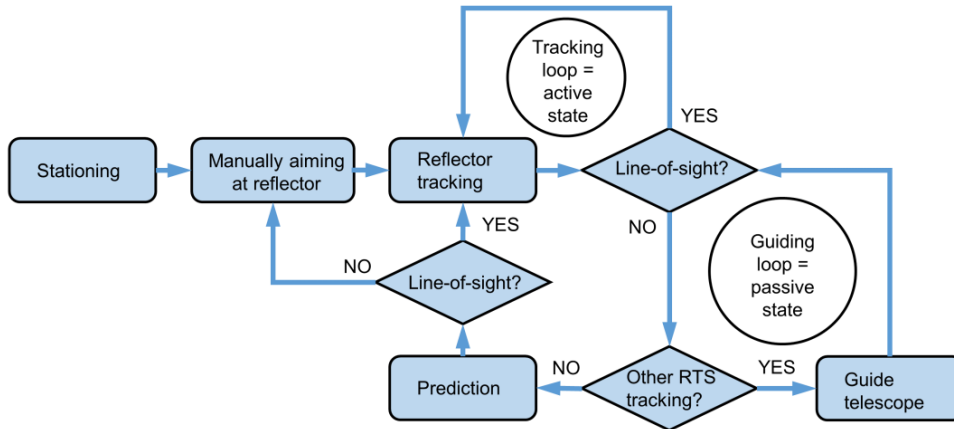 Tracking
loop =
active
state
YES
Stationing
Manually aiming
at reflector
Reflector
tracking
Line-of-sight?
YES
NO
NO
Line-of-sight?
Guiding
loop =
passive
state
Prediction
NO
Other RTS
tracking?
YES
Guide
telescope